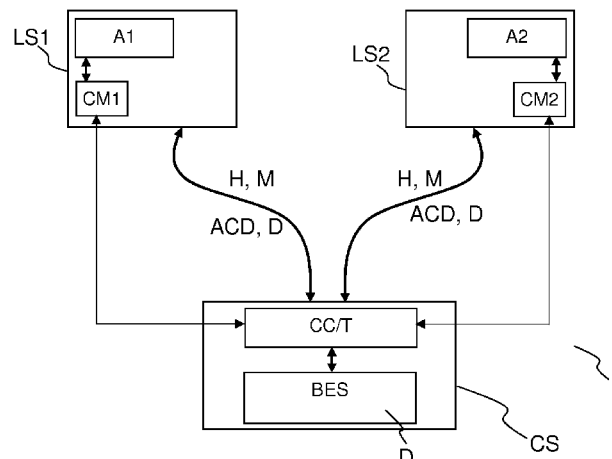 LS1
A1
CM1
LS2
A2
CM2
H, M
ACD, D
H, M
ACD, D
CC/T
BES
D
CS